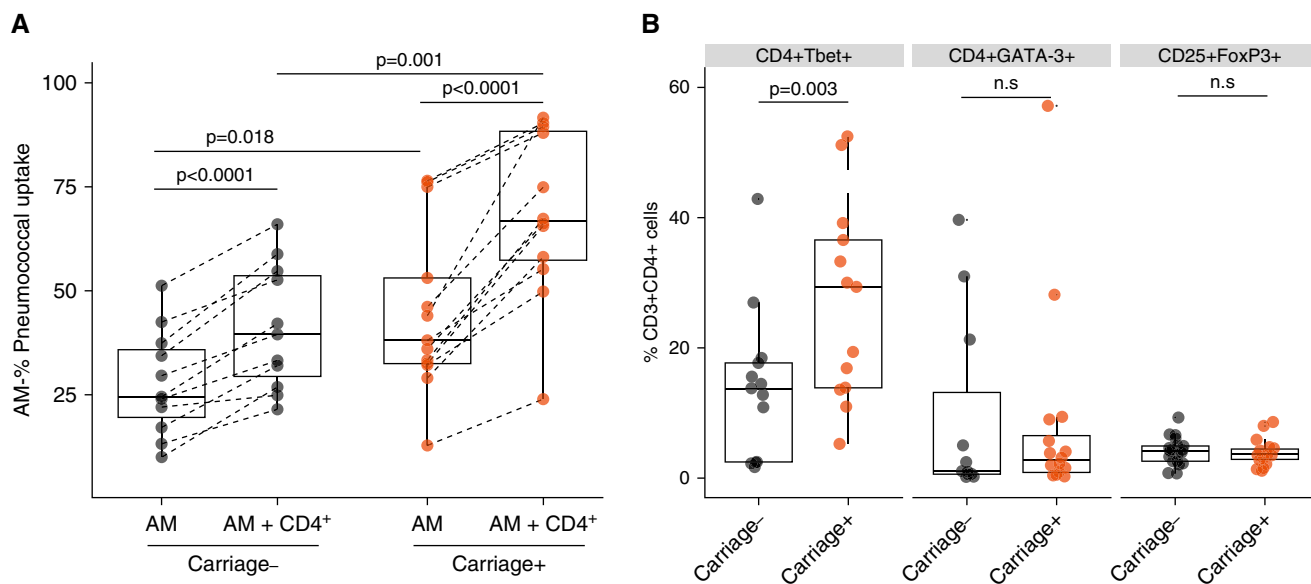 A
AM-% Pneumococcal uptake
100
75
50
25
p=0.001
p<0.0001
p=0.018
p<0.0001
AM
AM + CD4⁺
AM
AM + CD4⁺
Carriage–
Carriage+
B
CD4+Tbet+
CD4+GATA-3+
CD25+FoxP3+
% CD3+CD4+ cells
60
40
20
0
p=0.003
n.s
n.s
Carriage–
Carriage+
Carriage–
Carriage+
Carriage–
Carriage+